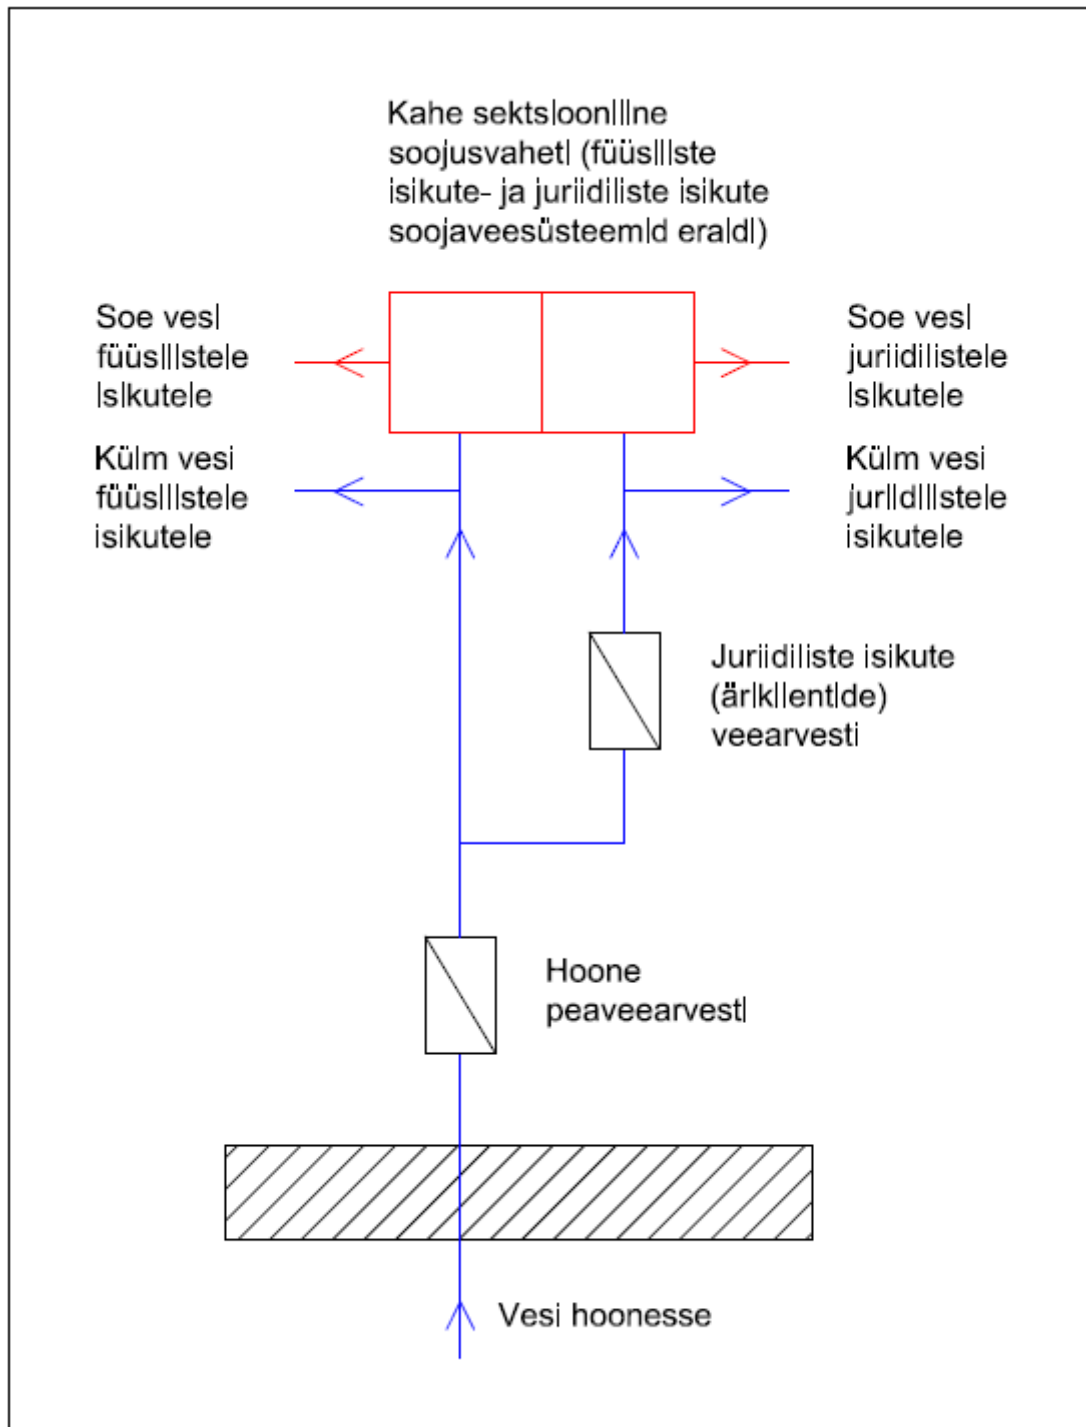 Kahe sektsiooniline
soojusvaheti (füüsiliste
isikute- ja juriidiliste isikute
soojaveesüsteemid eraldi)
Soe vesi
füüsilistele
isikutele
Soe vesi
juriidilistele
isikutele
Külm vesi
füüsilistele
isikutele
Külm vesi
juriidilistele
isikutele
Juriidiliste isikute
(äriklientide)
veearvesti
Hoone
peaveearvesti
Vesi hoonesse